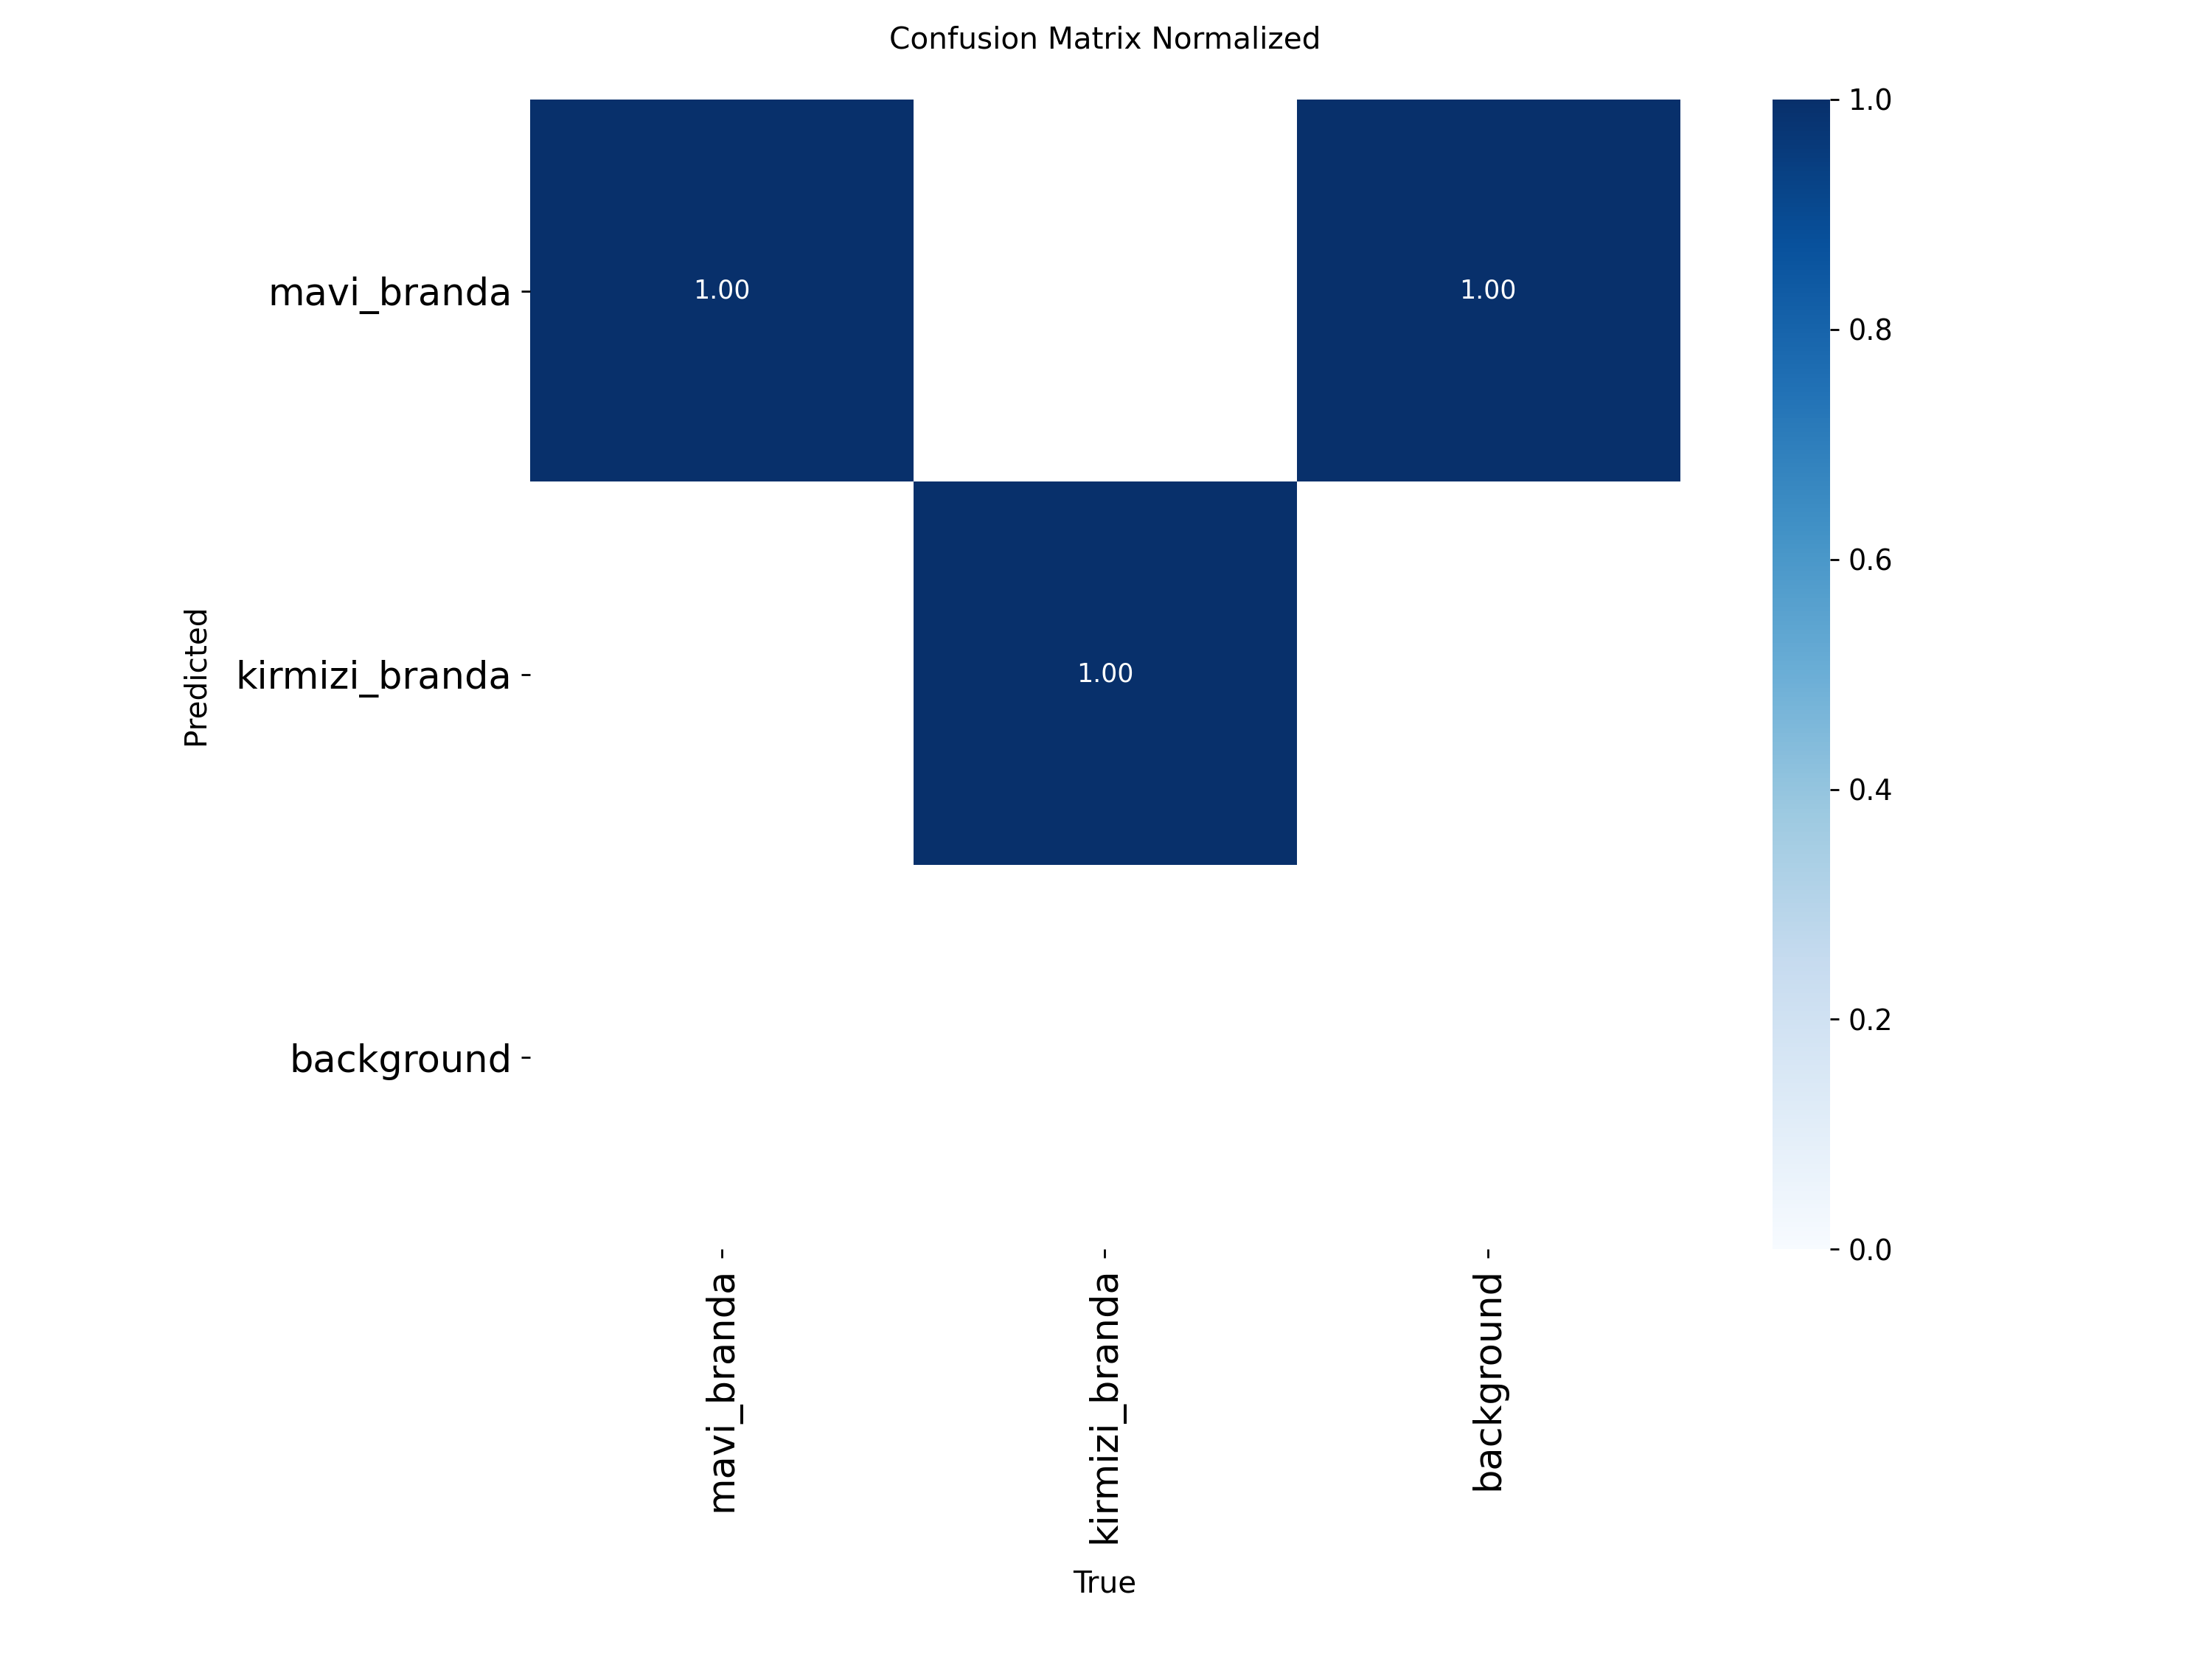 Confusion Matrix Normalized
mavi_branda
kirmizi_branda
background
Predicted
1.00
1.00
1.00
mavi_branda
kirmizi_branda
background
True
1.0
0.8
0.6
0.4
0.2
0.0